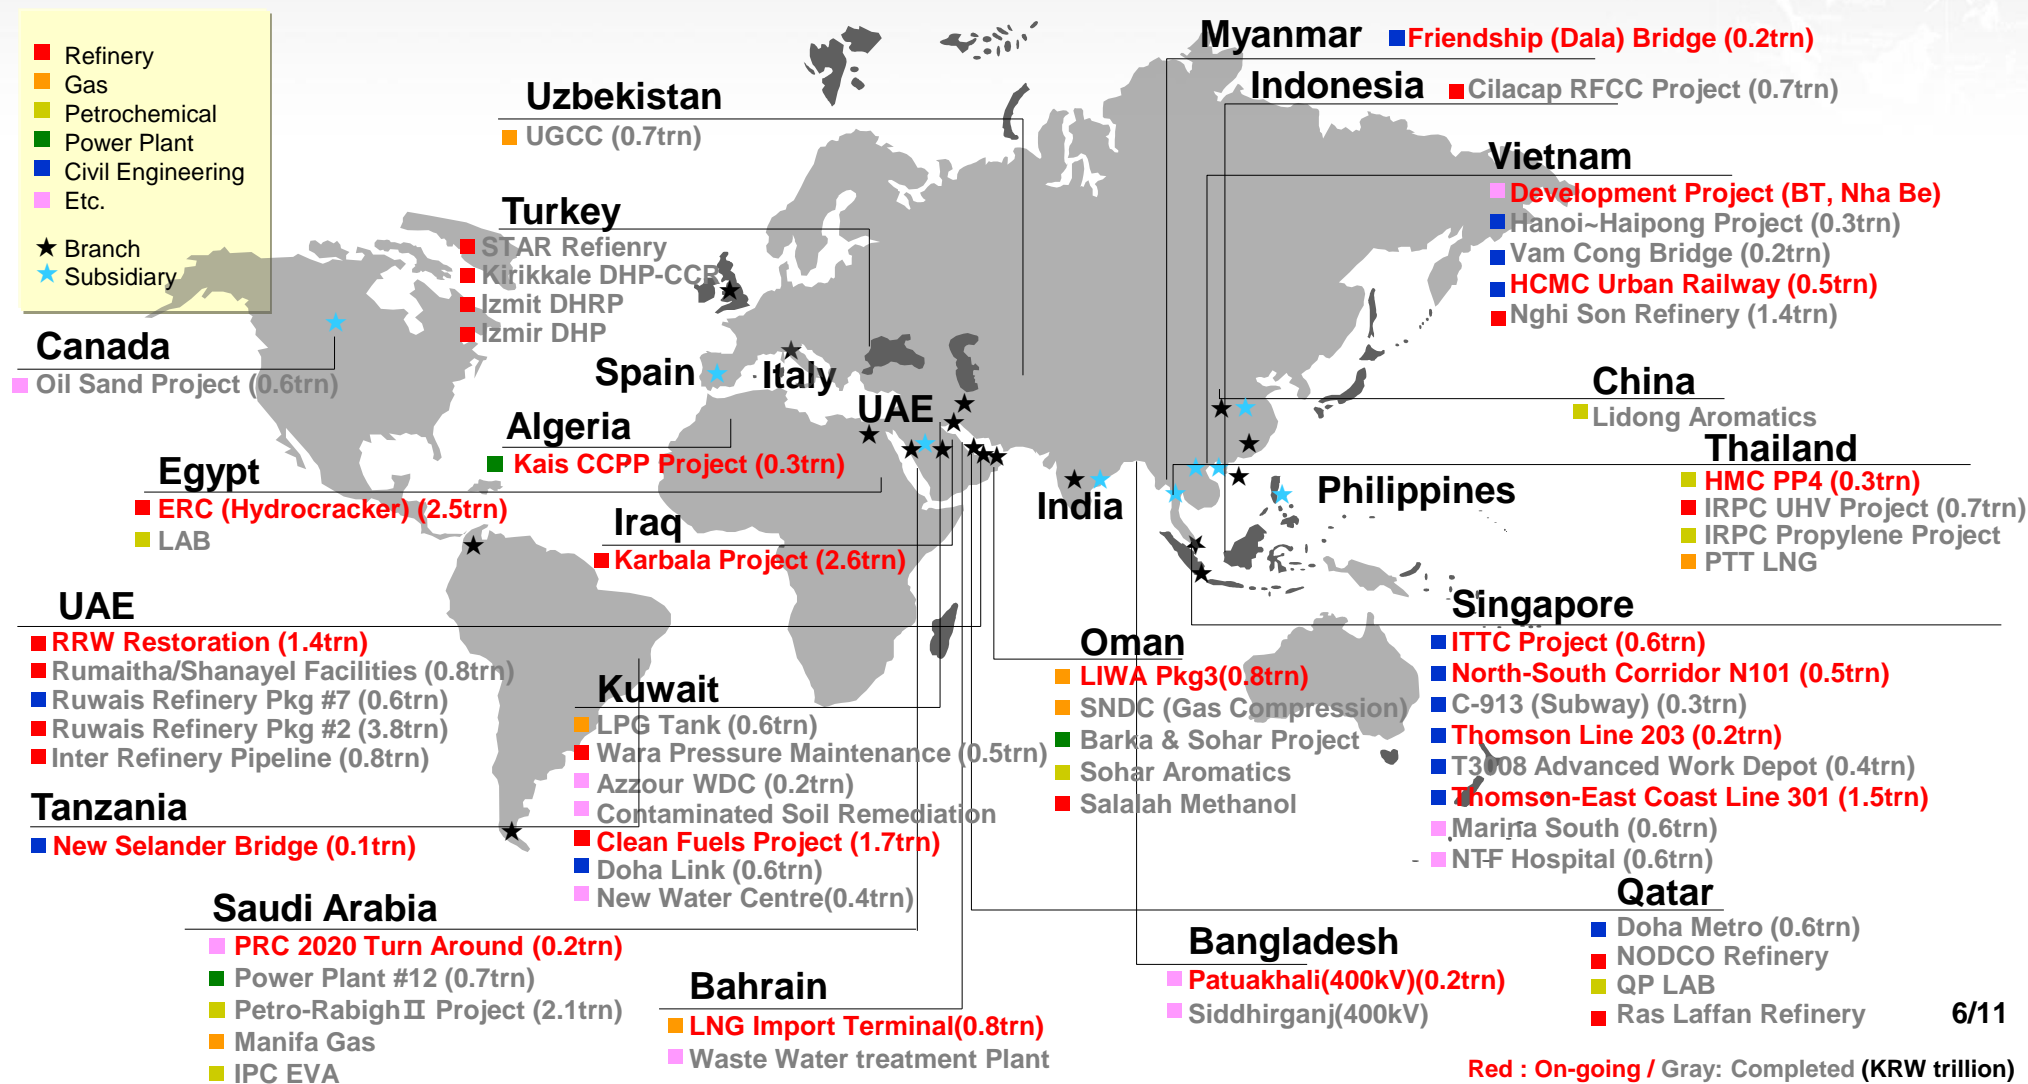 Refinery
Gas
Petrochemical
Power Plant
Civil Engineering
Etc.
Branch
Subsidiary
Canada
Oil Sand Project (0.6trn)
Uzbekistan
UGCC (0.7trn)
Turkey
STAR Refienry
Kirikkale DHP-CCR
Izmit DHRP
Izmir DHP
Spain
Italy
UAE
Algeria
Kais CCPP Project (0.3trn)
Egypt
ERC (Hydrocracker) (2.5trn)
LAB
Iraq
Karbala Project (2.6trn)
UAE
RRW Restoration (1.4trn)
Rumaitha/Shanayel Facilities (0.8trn)
Ruwais Refinery Pkg #7 (0.6trn)
Ruwais Refinery Pkg #2 (3.8trn)
Inter Refinery Pipeline (0.8trn)
Tanzania
New Selander Bridge (0.1trn)
Kuwait
LPG Tank (0.6trn)
Wara Pressure Maintenance (0.5trn)
Azzour WDC (0.2trn)
Contaminated Soil Remediation
Clean Fuels Project (1.7trn)
Doha Link (0.6trn)
New Water Centre(0.4trn)
Saudi Arabia
PRC 2020 Turn Around (0.2trn)
Power Plant #12 (0.7trn)
Petro-RabighⅡ Project (2.1trn)
Manifa Gas
IPC EVA
Bahrain
LNG Import Terminal(0.8trn)
Waste Water treatment Plant
Myanmar
Friendship (Dala) Bridge (0.2trn)
Indonesia
Cilacap RFCC Project (0.7trn)
Vietnam
Development Project (BT, Nha Be)
Hanoi~Haipong Project (0.3trn)
Vam Cong Bridge (0.2trn)
HCMC Urban Railway (0.5trn)
Nghi Son Refinery (1.4trn)
China
Lidong Aromatics
Thailand
HMC PP4 (0.3trn)
IRPC UHV Project (0.7trn)
IRPC Propylene Project
PTT LNG
India
Philippines
Oman
LIWA Pkg3(0.8trn)
SNDC (Gas Compression)
Barka & Sohar Project
Sohar Aromatics
Salalah Methanol
Singapore
ITTC Project (0.6trn)
North-South Corridor N101 (0.5trn)
C-913 (Subway) (0.3trn)
Thomson Line 203 (0.2trn)
T3008 Advanced Work Depot (0.4trn)
Thomson-East Coast Line 301 (1.5trn)
Marina South (0.6trn)
NTF Hospital (0.6trn)
Bangladesh
Patuakhali(400kV)(0.2trn)
Siddhirganj(400kV)
Qatar
Doha Metro (0.6trn)
NODCO Refinery
QP LAB
Ras Laffan Refinery
6/11
Red : On-going / Gray: Completed (KRW trillion)